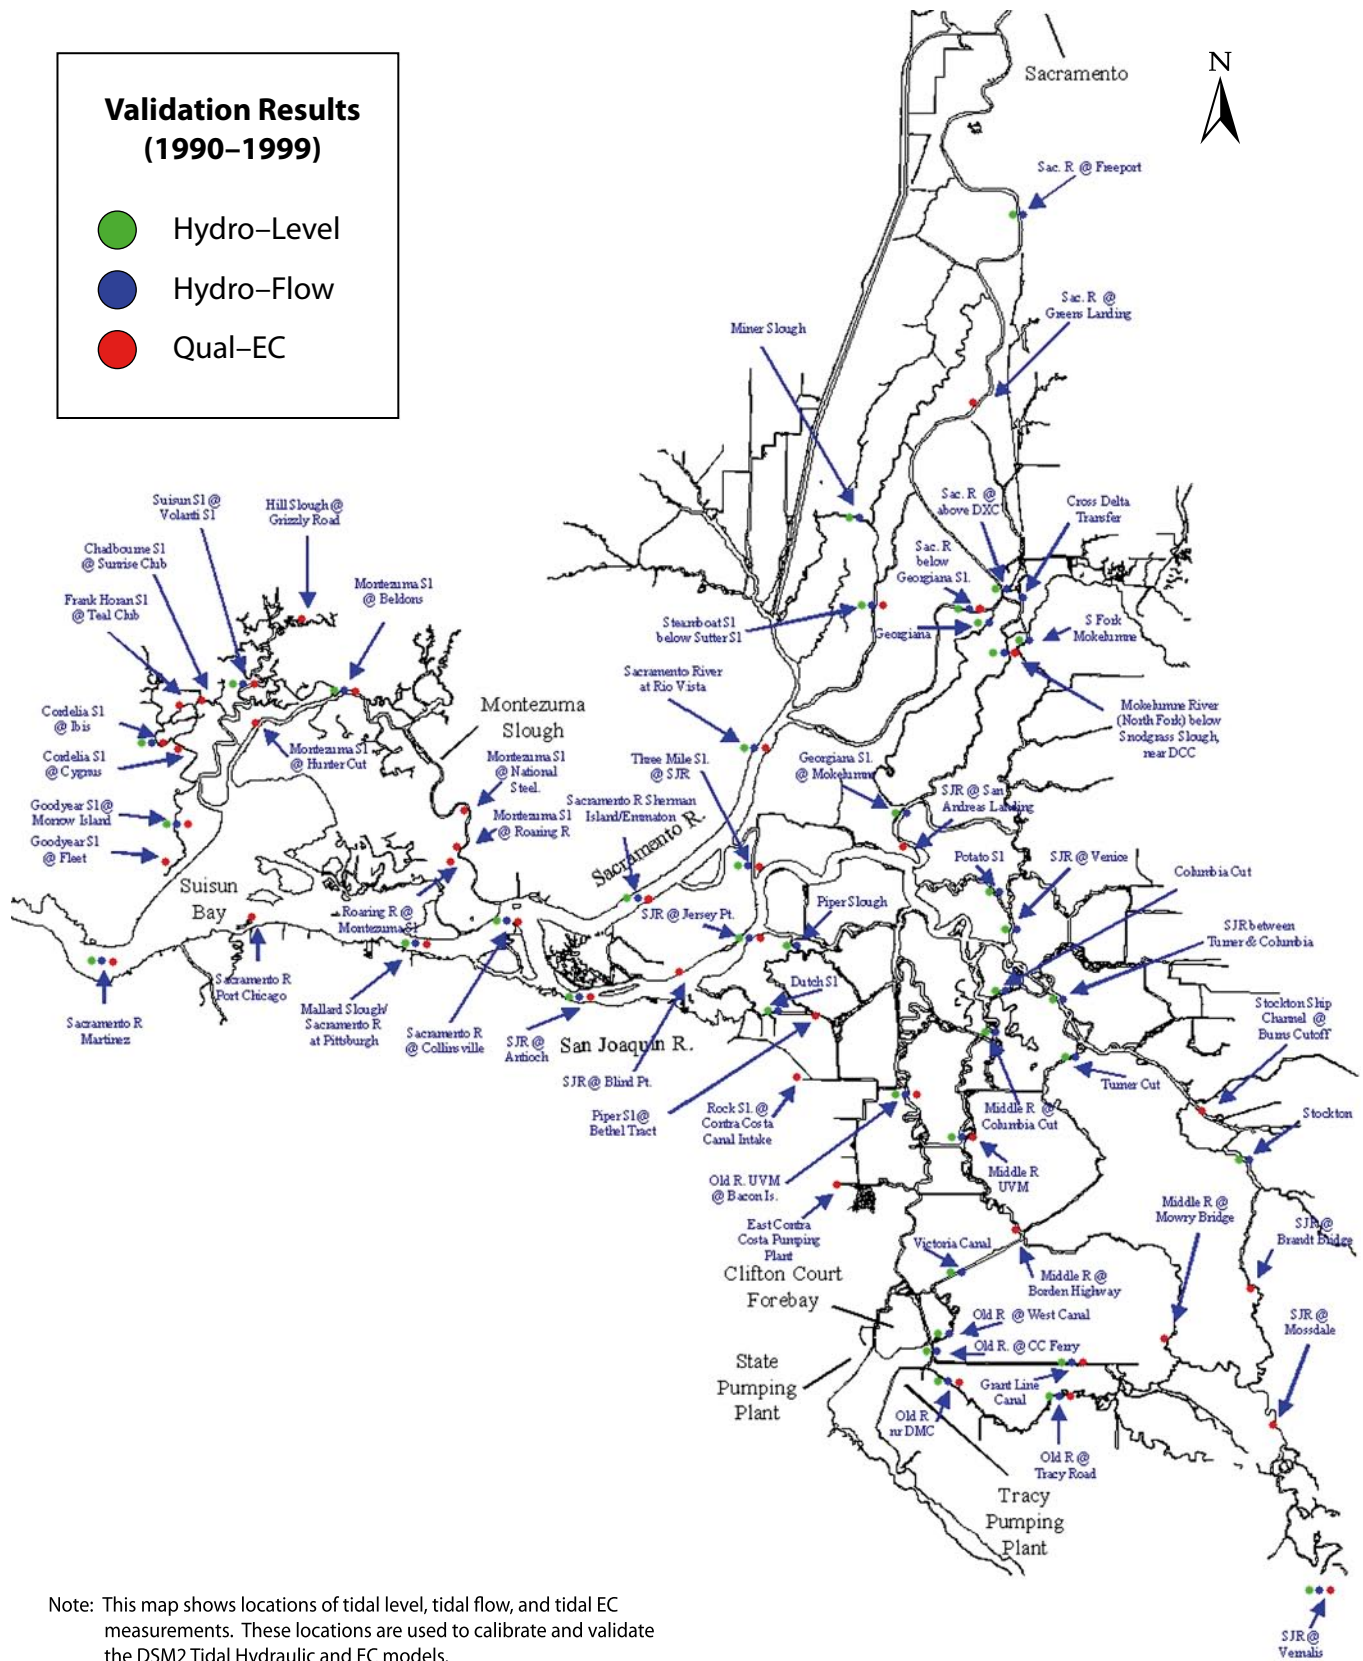 Validation Results
(1990–1999)
Hydro–Level
Hydro–Flow
Qual–EC
N
Sacramento
Sac. R @ Freeport
Sac. R @
Greens Landing
Miner Slough
Sac. R @
above DXC
Cross Delta
Transfer
Sac. R
below
Georgiana Sl.
Georgiana
S Fork
Mokelumne
Steamboat Sl
below Sutter Sl
Mokelumne River
(North Fork) below
Snodgrass Slough,
near DCC
Suisun Sl @
Volanti Sl
Hill Slough @
Grizzly Road
Chadbourne Sl
@ Sunrise Club
Montezuma Sl
@ Beldons
Frank Horan Sl
@ Teal Club
Cordelia Sl
@ Ibis
Cordelia Sl
@ Cygnus
Goodyear Sl @
Morrow Island
Goodyear Sl
@ Fleet
Montezuma Sl
@ Hunter Cut
Montezuma
Slough
Montezuma Sl
@ National
Steel.
Montezuma Sl
@ Roaring R
Roaring R @
Montezuma Sl
Suisun
Bay
Sacramento River
at Rio Vista
Three Mile Sl.
@ SJR
Sacramento R Sherman
Island/Emmaton
Sacramento R.
Georgiana Sl.
@ Mokelumne
SJR @ San
Andreas Landing
Potato Sl
SJR @ Venice
Columbia Cut
SJR between
Turner & Columbia
Piper Slough
SJR @ Jersey Pt.
Dutch Sl
Sacramento R
Martinez
Sacramento R
Port Chicago
Mallard Slough/
Sacramento R
at Pittsburgh
Sacramento R
@ Collinsville
SJR @
Antioch
San Joaquin R.
SJR @ Blind Pt.
Piper Sl @
Bethel Tract
Rock Sl. @
Contra Costa
Canal Intake
Stockton Ship
Channel @
Burns Cutoff
Turner Cut
Stockton
Middle R @
Columbia Cut
Middle R
UVM
Old R. UVM
@ Bacon Is.
East Contra
Costa Pumping
Plant
Victoria Canal
Middle R @
Borden Highway
Middle R @
Mowry Bridge
SJR @
Brandt Bridge
Clifton Court
Forebay
Old R @ West Canal
Old R. @ CC Ferry
SJR @
Mossdale
State
Pumping
Plant
Grant Line
Canal
Old R
nr DMC
Old R @
Tracy Road
Tracy
Pumping
Plant
SJR @
Vernalis
Note: This map shows locations of tidal level, tidal flow, and tidal EC
measurements. These locations are used to calibrate and validate
the DSM2 Tidal Hydraulic and EC models.